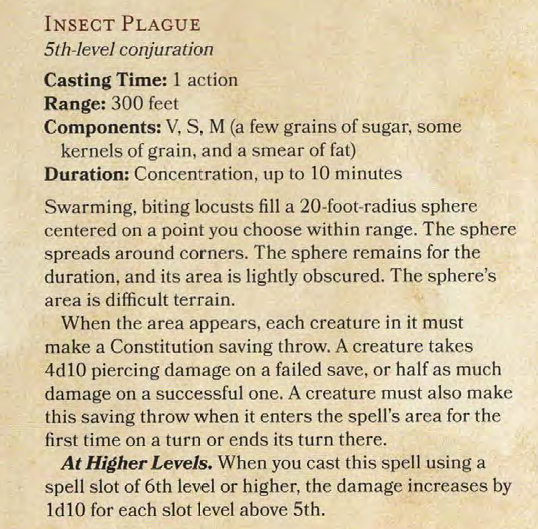 INSECT PLAGUE
5th-level conjuration
Casting Time: 1 action
Range: 300 feet
Components: V, S, M (a few grains of sugar, some
kernels of grain, and a smear of fat)
Duration: Concentration, up to 10 minutes
Swarming, biting locusts fill a 20-foot-radius sphere
centered on a point you choose within range. The sphere
spreads around corners. The sphere remains for the
duration, and its area is lightly obscured. The sphere's
area is difficult terrain.
When the area appears, each creature in it must
make a Constitution saving throw. A creature takes
4d10 piercing damage on a failed save, or half as much
damage on a successful one. A creature must also make
this saving throw when it enters the spell's area for the
first time on a turn or ends its turn there.
At Higher Levels. When you cast this spell using a
spell slot of 6th level or higher, the damage increases by
1d10 for each slot level above 5th.